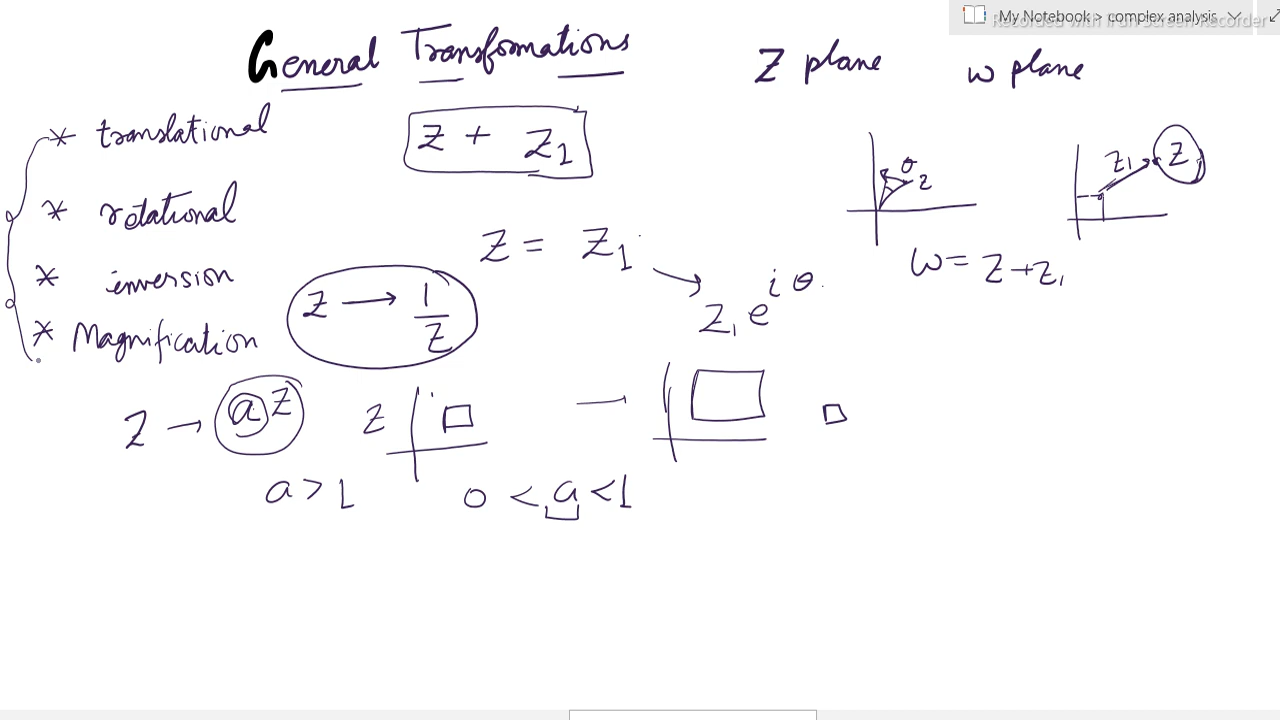 My Notebook > complex analysis
General Transformations
Z plane
w plane
* translational
Z + Z1
θ
z
Z1
Z
* rotational
Z = Z1
Z1 e^iθ
w = Z + Z1
* inversion
Z → 1/Z
* Magnification
Z → a Z
Z
a > 1
0 < a < 1